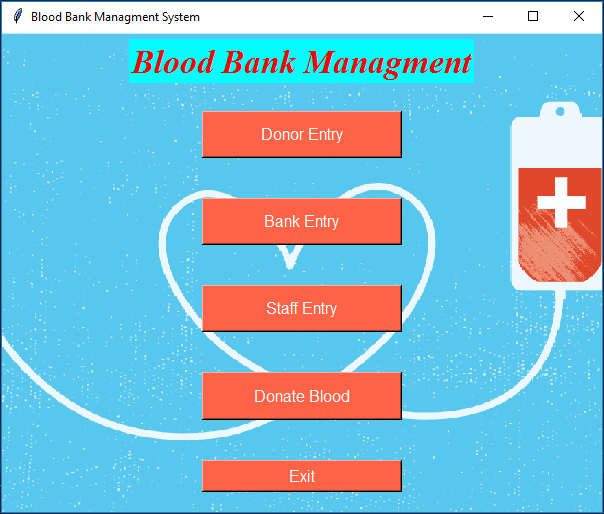 Blood Bank Managment System
Blood Bank Managment
Donor Entry
Bank Entry
Staff Entry
Donate Blood
Exit